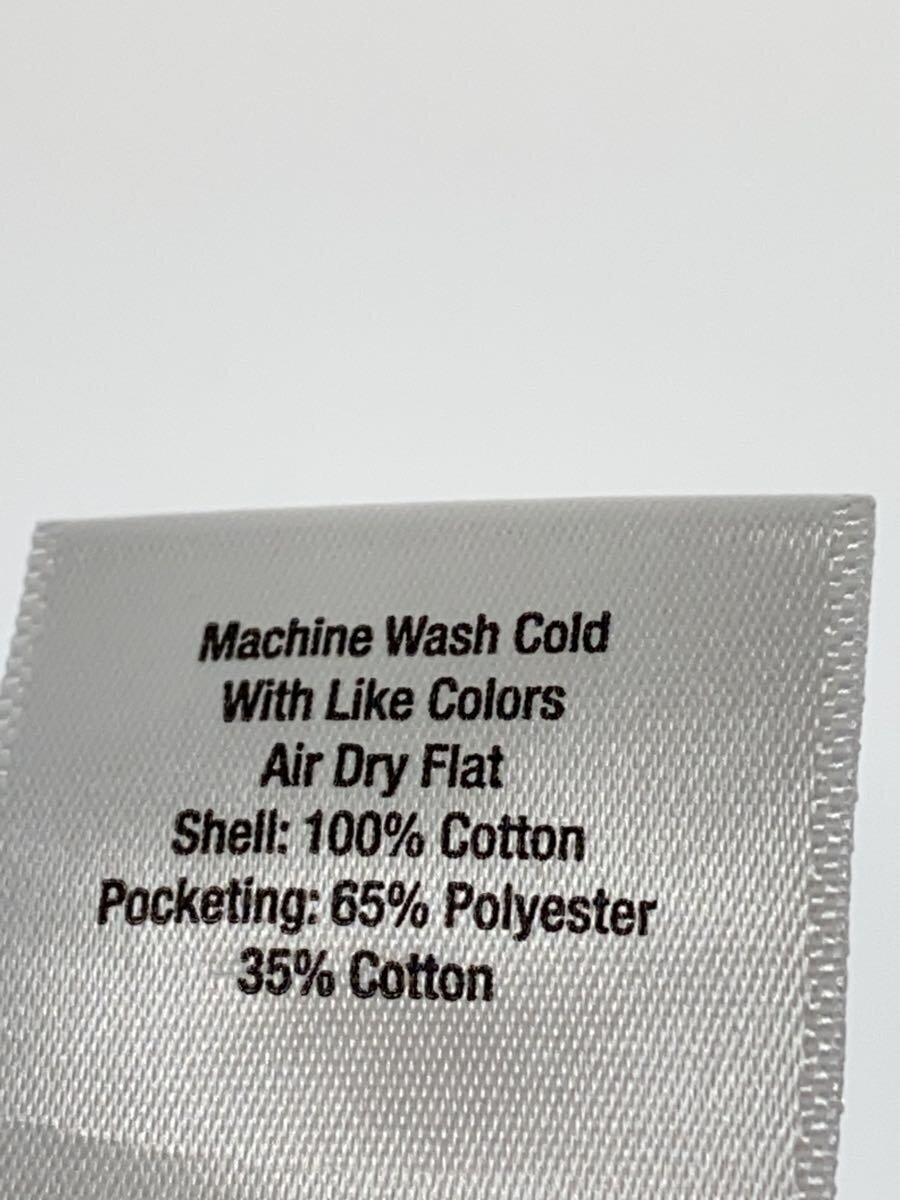 Machine Wash Cold
With Like Colors
Air Dry Flat
Shell: 100% Cotton
Pocketing: 65% Polyester
35% Cotton